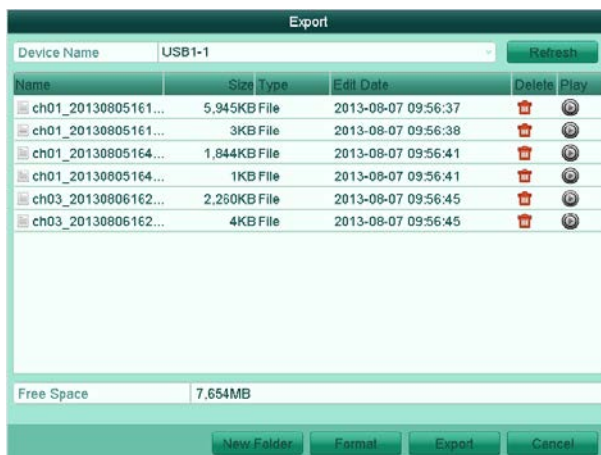 Export
Device Name USB1-1 Refresh
Name Size Type Edit Date Delete Play
ch01_20130805161... 5,945KB File 2013-08-07 09:56:37
ch01_20130805161... 3KB File 2013-08-07 09:56:38
ch01_20130805164... 1,844KB File 2013-08-07 09:56:41
ch01_20130805164... 1KB File 2013-08-07 09:56:41
ch03_20130806162... 2,260KB File 2013-08-07 09:56:45
ch03_20130806162... 4KB File 2013-08-07 09:56:45
Free Space 7,654MB
New Folder Format Export Cancel